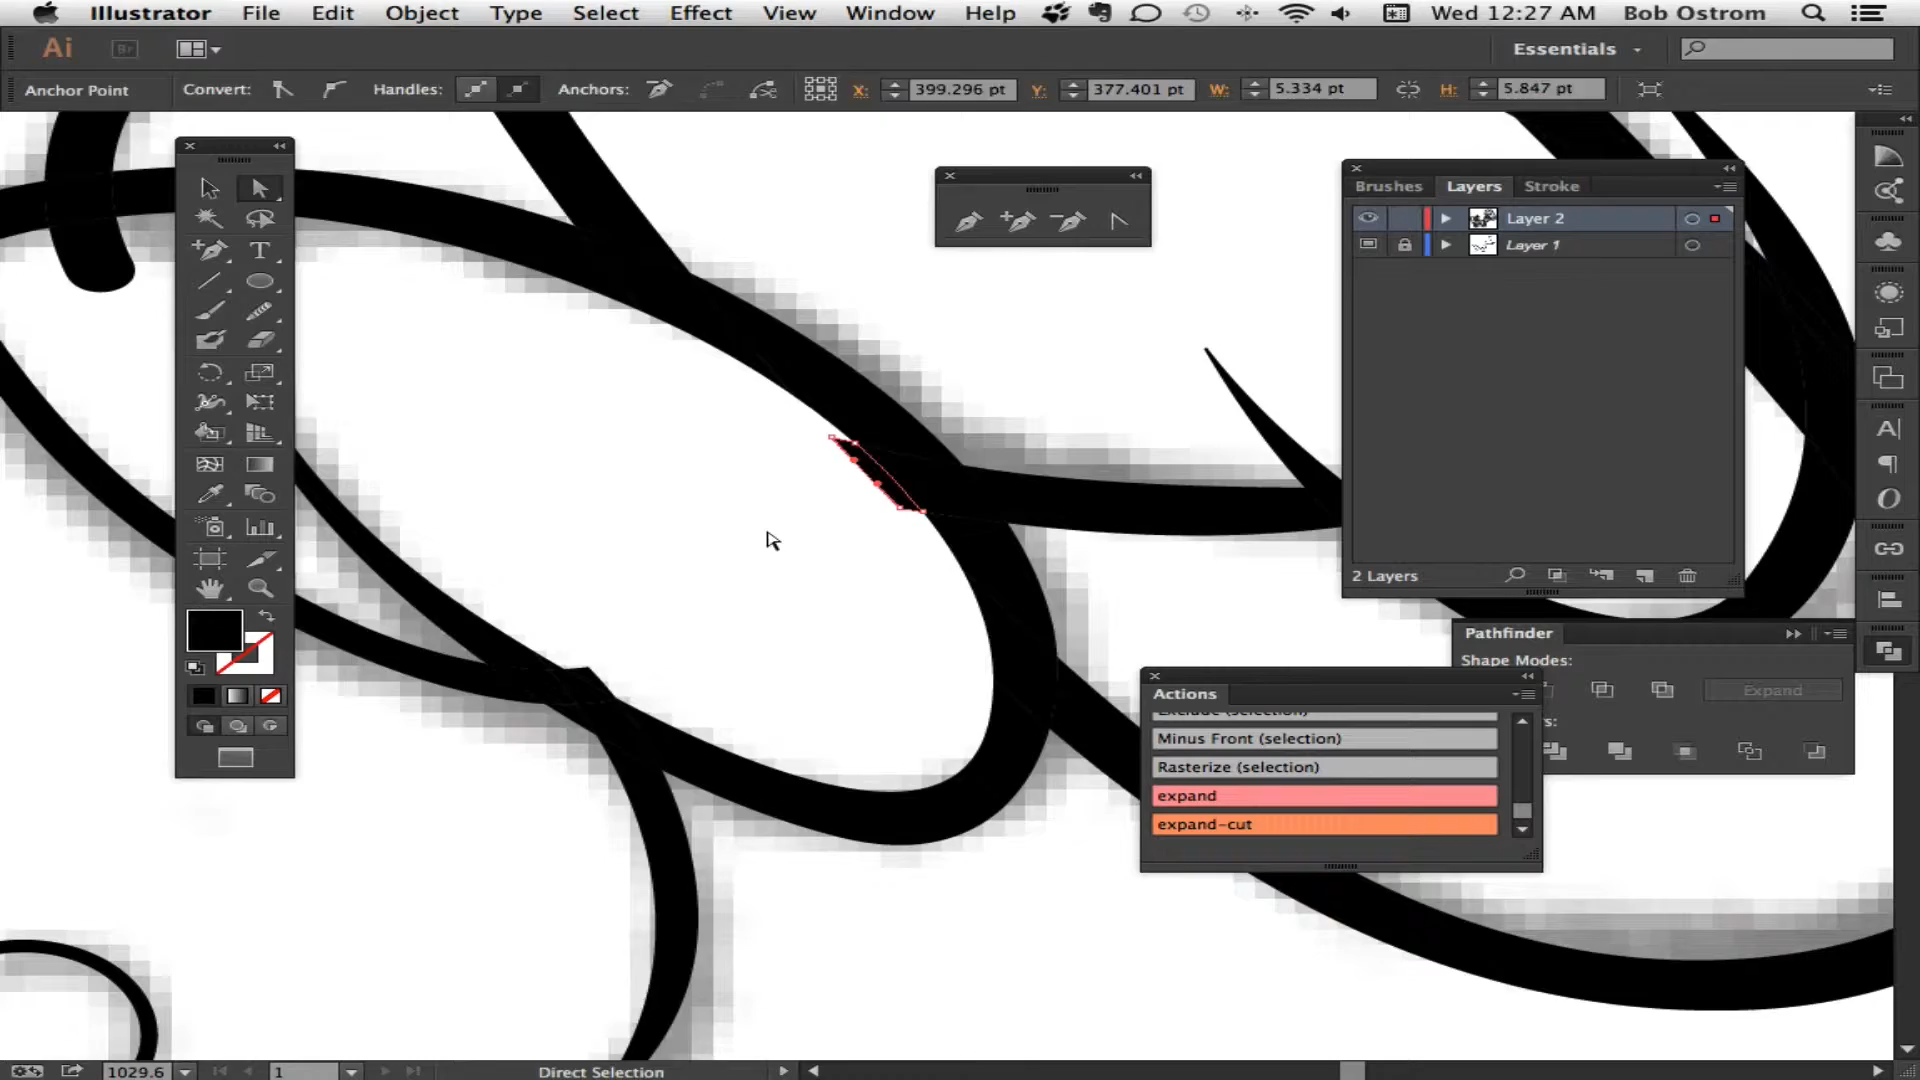 Illustrator File Edit Object Type Select Effect View Window Help Wed 12:27 AM Bob Ostrom
Ai Br Essentials
Anchor Point Convert: Handles: Anchors: X: 399.296 pt Y: 377.401 pt W: 5.334 pt H: 5.847 pt
Brushes Layers Stroke
Layer 2
Layer 1
2 Layers
Pathfinder
Shape Modes:
Expand
Actions
Exclude (selection)
Minus Front (selection)
Rasterize (selection)
expand
expand-cut
1029.6 1 Direct Selection